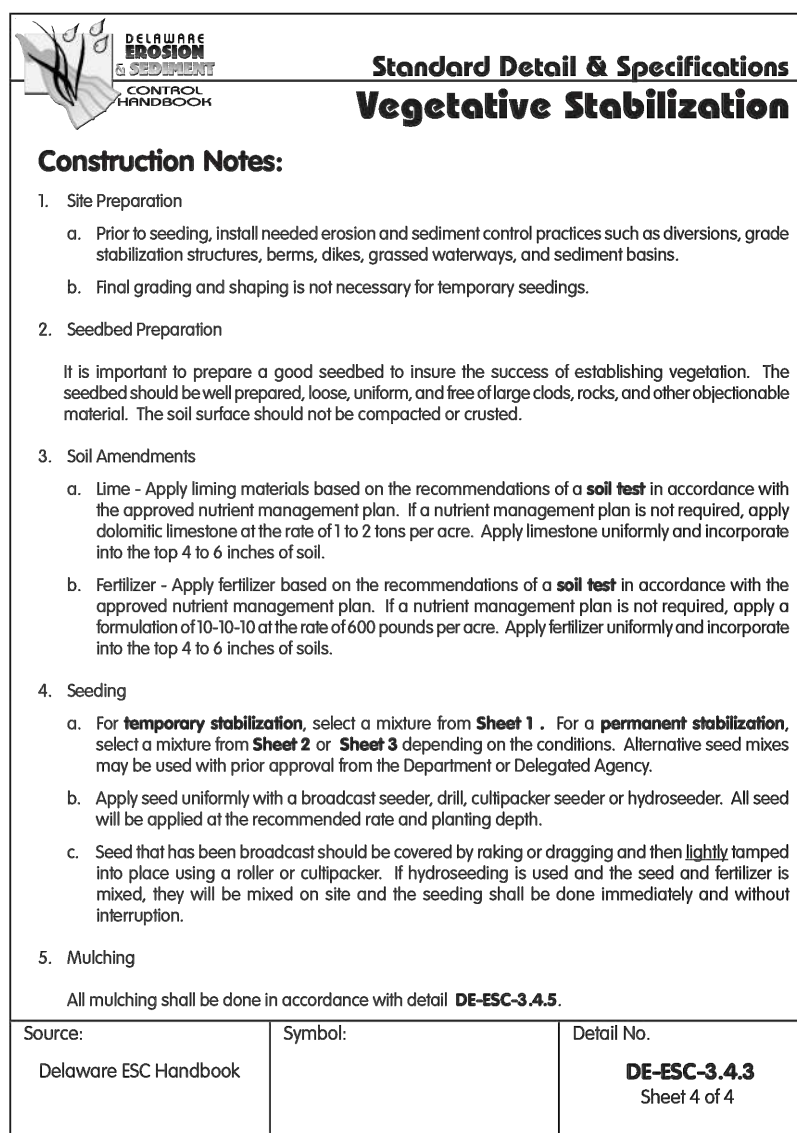 DELAWARE
EROSION
& SEDIMENT
CONTROL
HANDBOOK
Standard Detail & Specifications
Vegetative Stabilization
Construction Notes:
1. Site Preparation
a. Prior to seeding, install needed erosion and sediment control practices such as diversions, grade
stabilization structures, berms, dikes, grassed waterways, and sediment basins.
b. Final grading and shaping is not necessary for temporary seedings.
2. Seedbed Preparation
It is important to prepare a good seedbed to insure the success of establishing vegetation. The
seedbed should be well prepared, loose, uniform, and free of large clods, rocks, and other objectionable
material. The soil surface should not be compacted or crusted.
3. Soil Amendments
a. Lime - Apply liming materials based on the recommendations of a soil test in accordance with
the approved nutrient management plan. If a nutrient management plan is not required, apply
dolomitic limestone at the rate of 1 to 2 tons per acre. Apply limestone uniformly and incorporate
into the top 4 to 6 inches of soil.
b. Fertilizer - Apply fertilizer based on the recommendations of a soil test in accordance with the
approved nutrient management plan. If a nutrient management plan is not required, apply a
formulation of 10-10-10 at the rate of 600 pounds per acre. Apply fertilizer uniformly and incorporate
into the top 4 to 6 inches of soils.
4. Seeding
a. For temporary stabilization, select a mixture from Sheet 1 . For a permanent stabilization,
select a mixture from Sheet 2 or Sheet 3 depending on the conditions. Alternative seed mixes
may be used with prior approval from the Department or Delegated Agency.
b. Apply seed uniformly with a broadcast seeder, drill, cultipacker seeder or hydroseeder. All seed
will be applied at the recommended rate and planting depth.
c. Seed that has been broadcast should be covered by raking or dragging and then lightly tamped
into place using a roller or cultipacker. If hydroseeding is used and the seed and fertilizer is
mixed, they will be mixed on site and the seeding shall be done immediately and without
interruption.
5. Mulching
All mulching shall be done in accordance with detail DE-ESC-3.4.5.
Source:
Delaware ESC Handbook
Symbol:
Detail No.
DE-ESC-3.4.3
Sheet 4 of 4